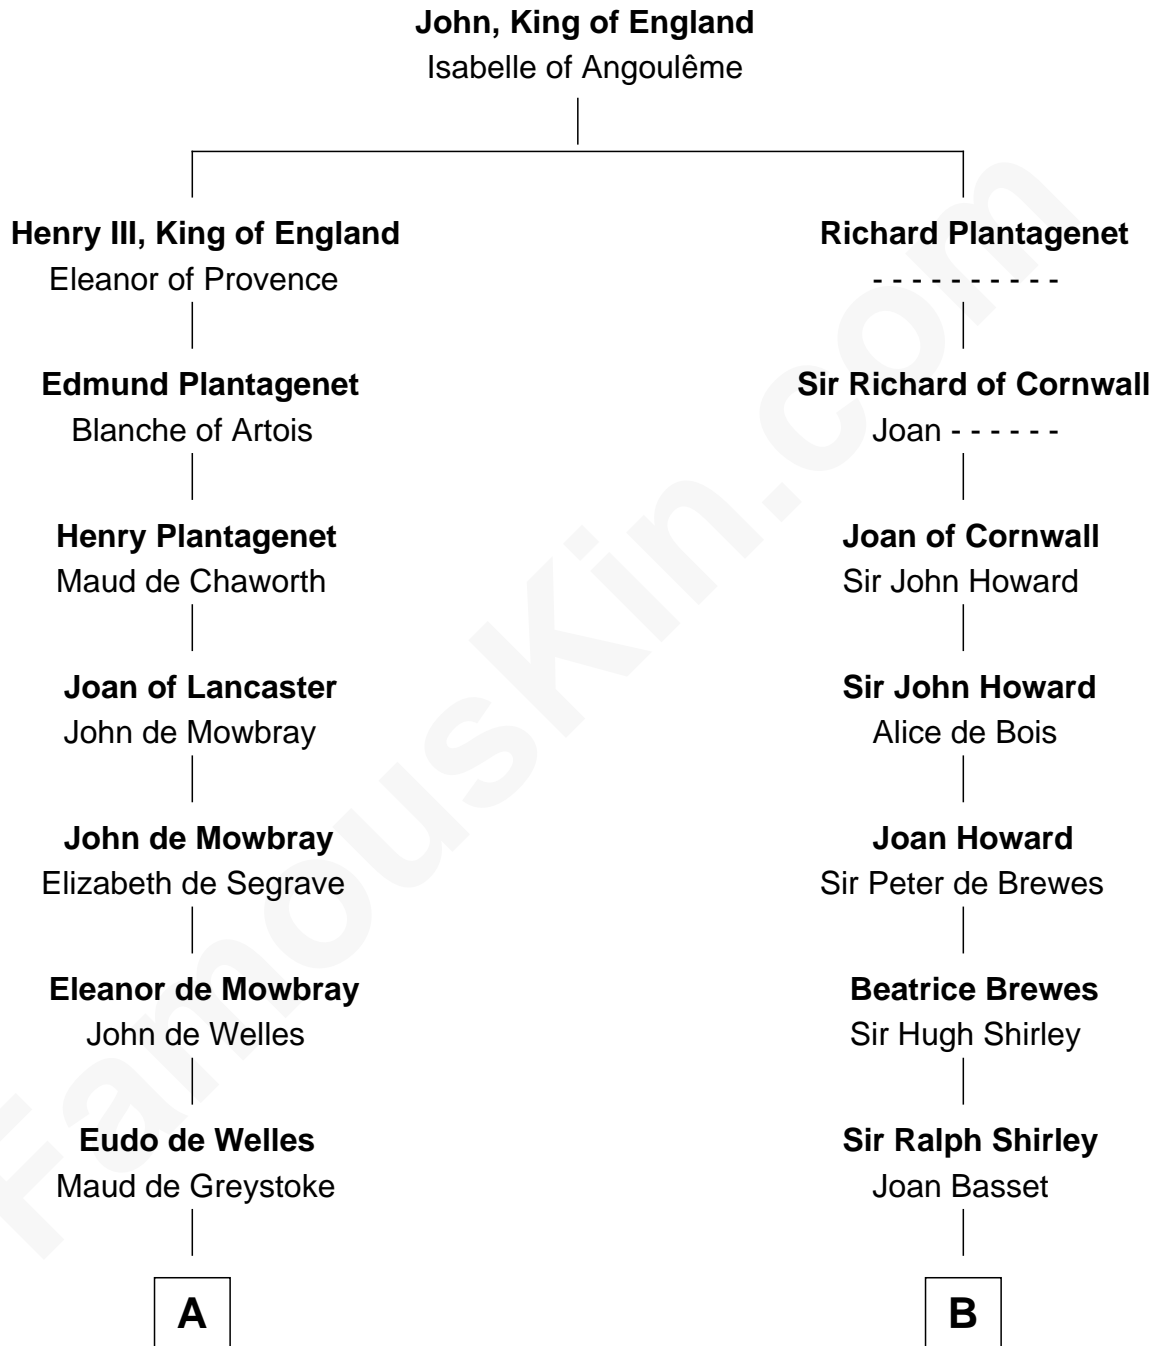 John, King of England
Isabelle of Angoulême
Henry III, King of England
Eleanor of Provence
Richard Plantagenet
- - - - - - - - - -
Edmund Plantagenet
Blanche of Artois
Sir Richard of Cornwall
Joan - - - - - -
Henry Plantagenet
Maud de Chaworth
Joan of Cornwall
Sir John Howard
Joan of Lancaster
John de Mowbray
Sir John Howard
Alice de Bois
John de Mowbray
Elizabeth de Segrave
Joan Howard
Sir Peter de Brewes
Eleanor de Mowbray
John de Welles
Beatrice Brewes
Sir Hugh Shirley
Eudo de Welles
Maud de Greystoke
Sir Ralph Shirley
Joan Basset
A
B
FamousKin.com